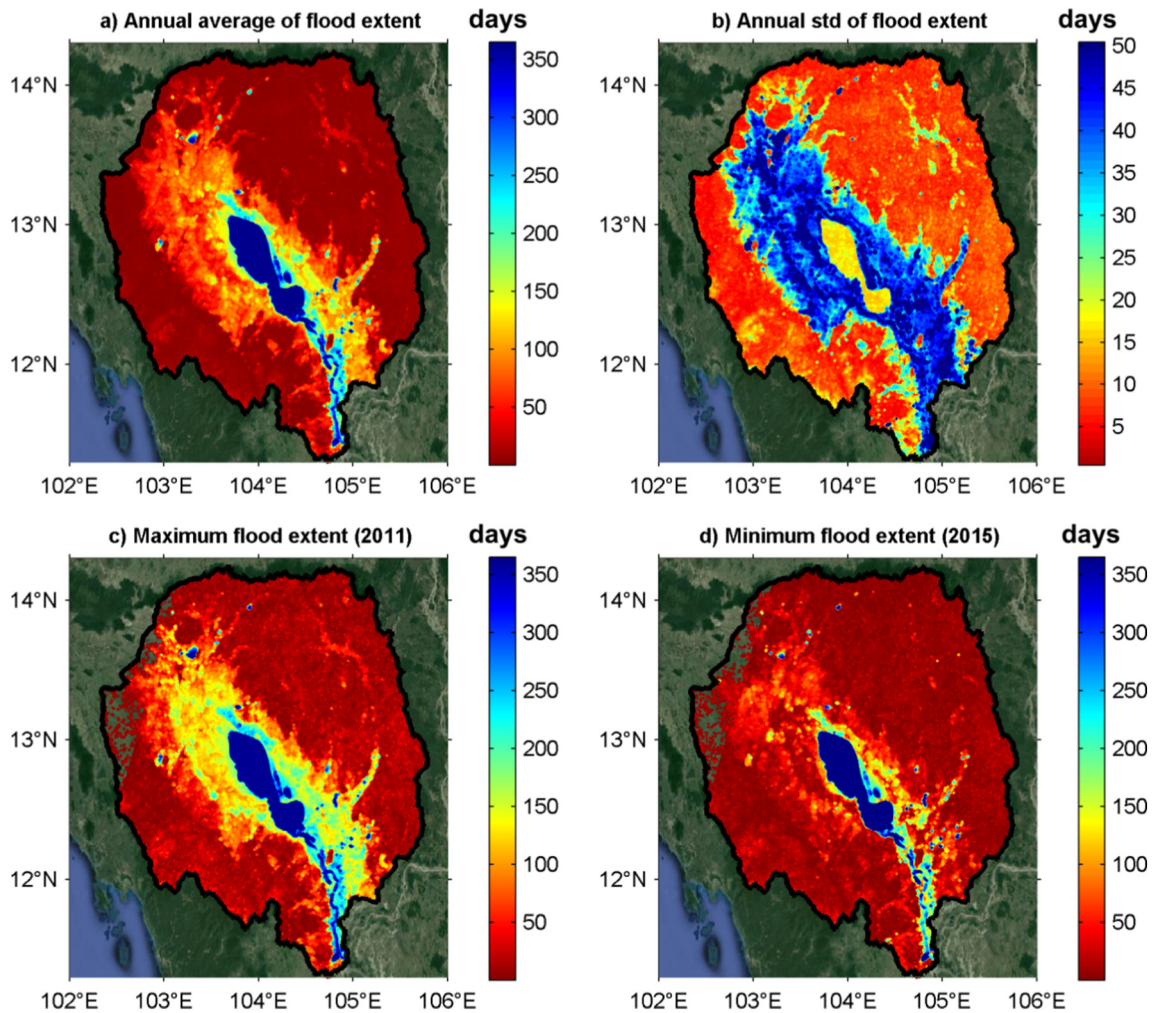 a) Annual average of flood extent
days
b) Annual std of flood extent
days
14°N
13°N
12°N
102°E 103°E 104°E 105°E 106°E
350
300
250
200
150
100
50
14°N
13°N
12°N
102°E 103°E 104°E 105°E 106°E
50
45
40
35
30
25
20
15
10
5
c) Maximum flood extent (2011)
days
d) Minimum flood extent (2015)
days
14°N
13°N
12°N
102°E 103°E 104°E 105°E 106°E
350
300
250
200
150
100
50
14°N
13°N
12°N
102°E 103°E 104°E 105°E 106°E
350
300
250
200
150
100
50